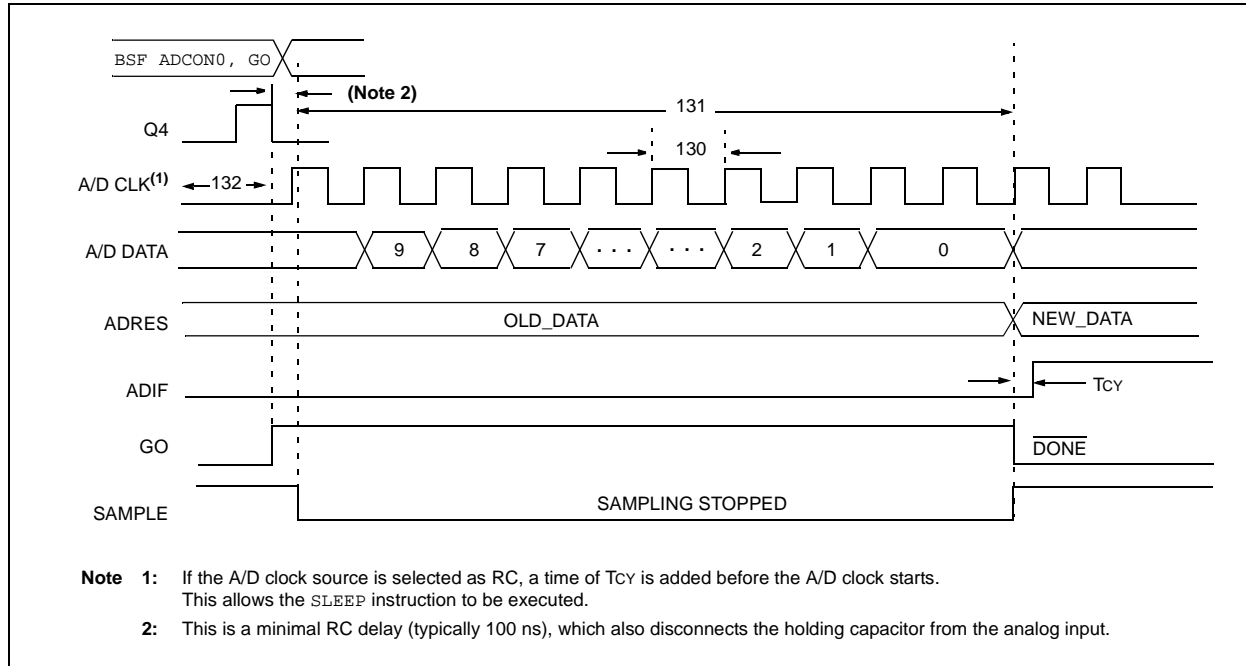 BSF ADCON0, GO
(Note 2)
131
Q4
130
A/D CLK(1)
132
A/D DATA
9 8 7 . . . . . . 2 1 0
ADRES
OLD_DATA
NEW_DATA
ADIF
TCY
GO
DONE
SAMPLE
SAMPLING STOPPED
Note 1: If the A/D clock source is selected as RC, a time of TCY is added before the A/D clock starts.
This allows the SLEEP instruction to be executed.
2: This is a minimal RC delay (typically 100 ns), which also disconnects the holding capacitor from the analog input.